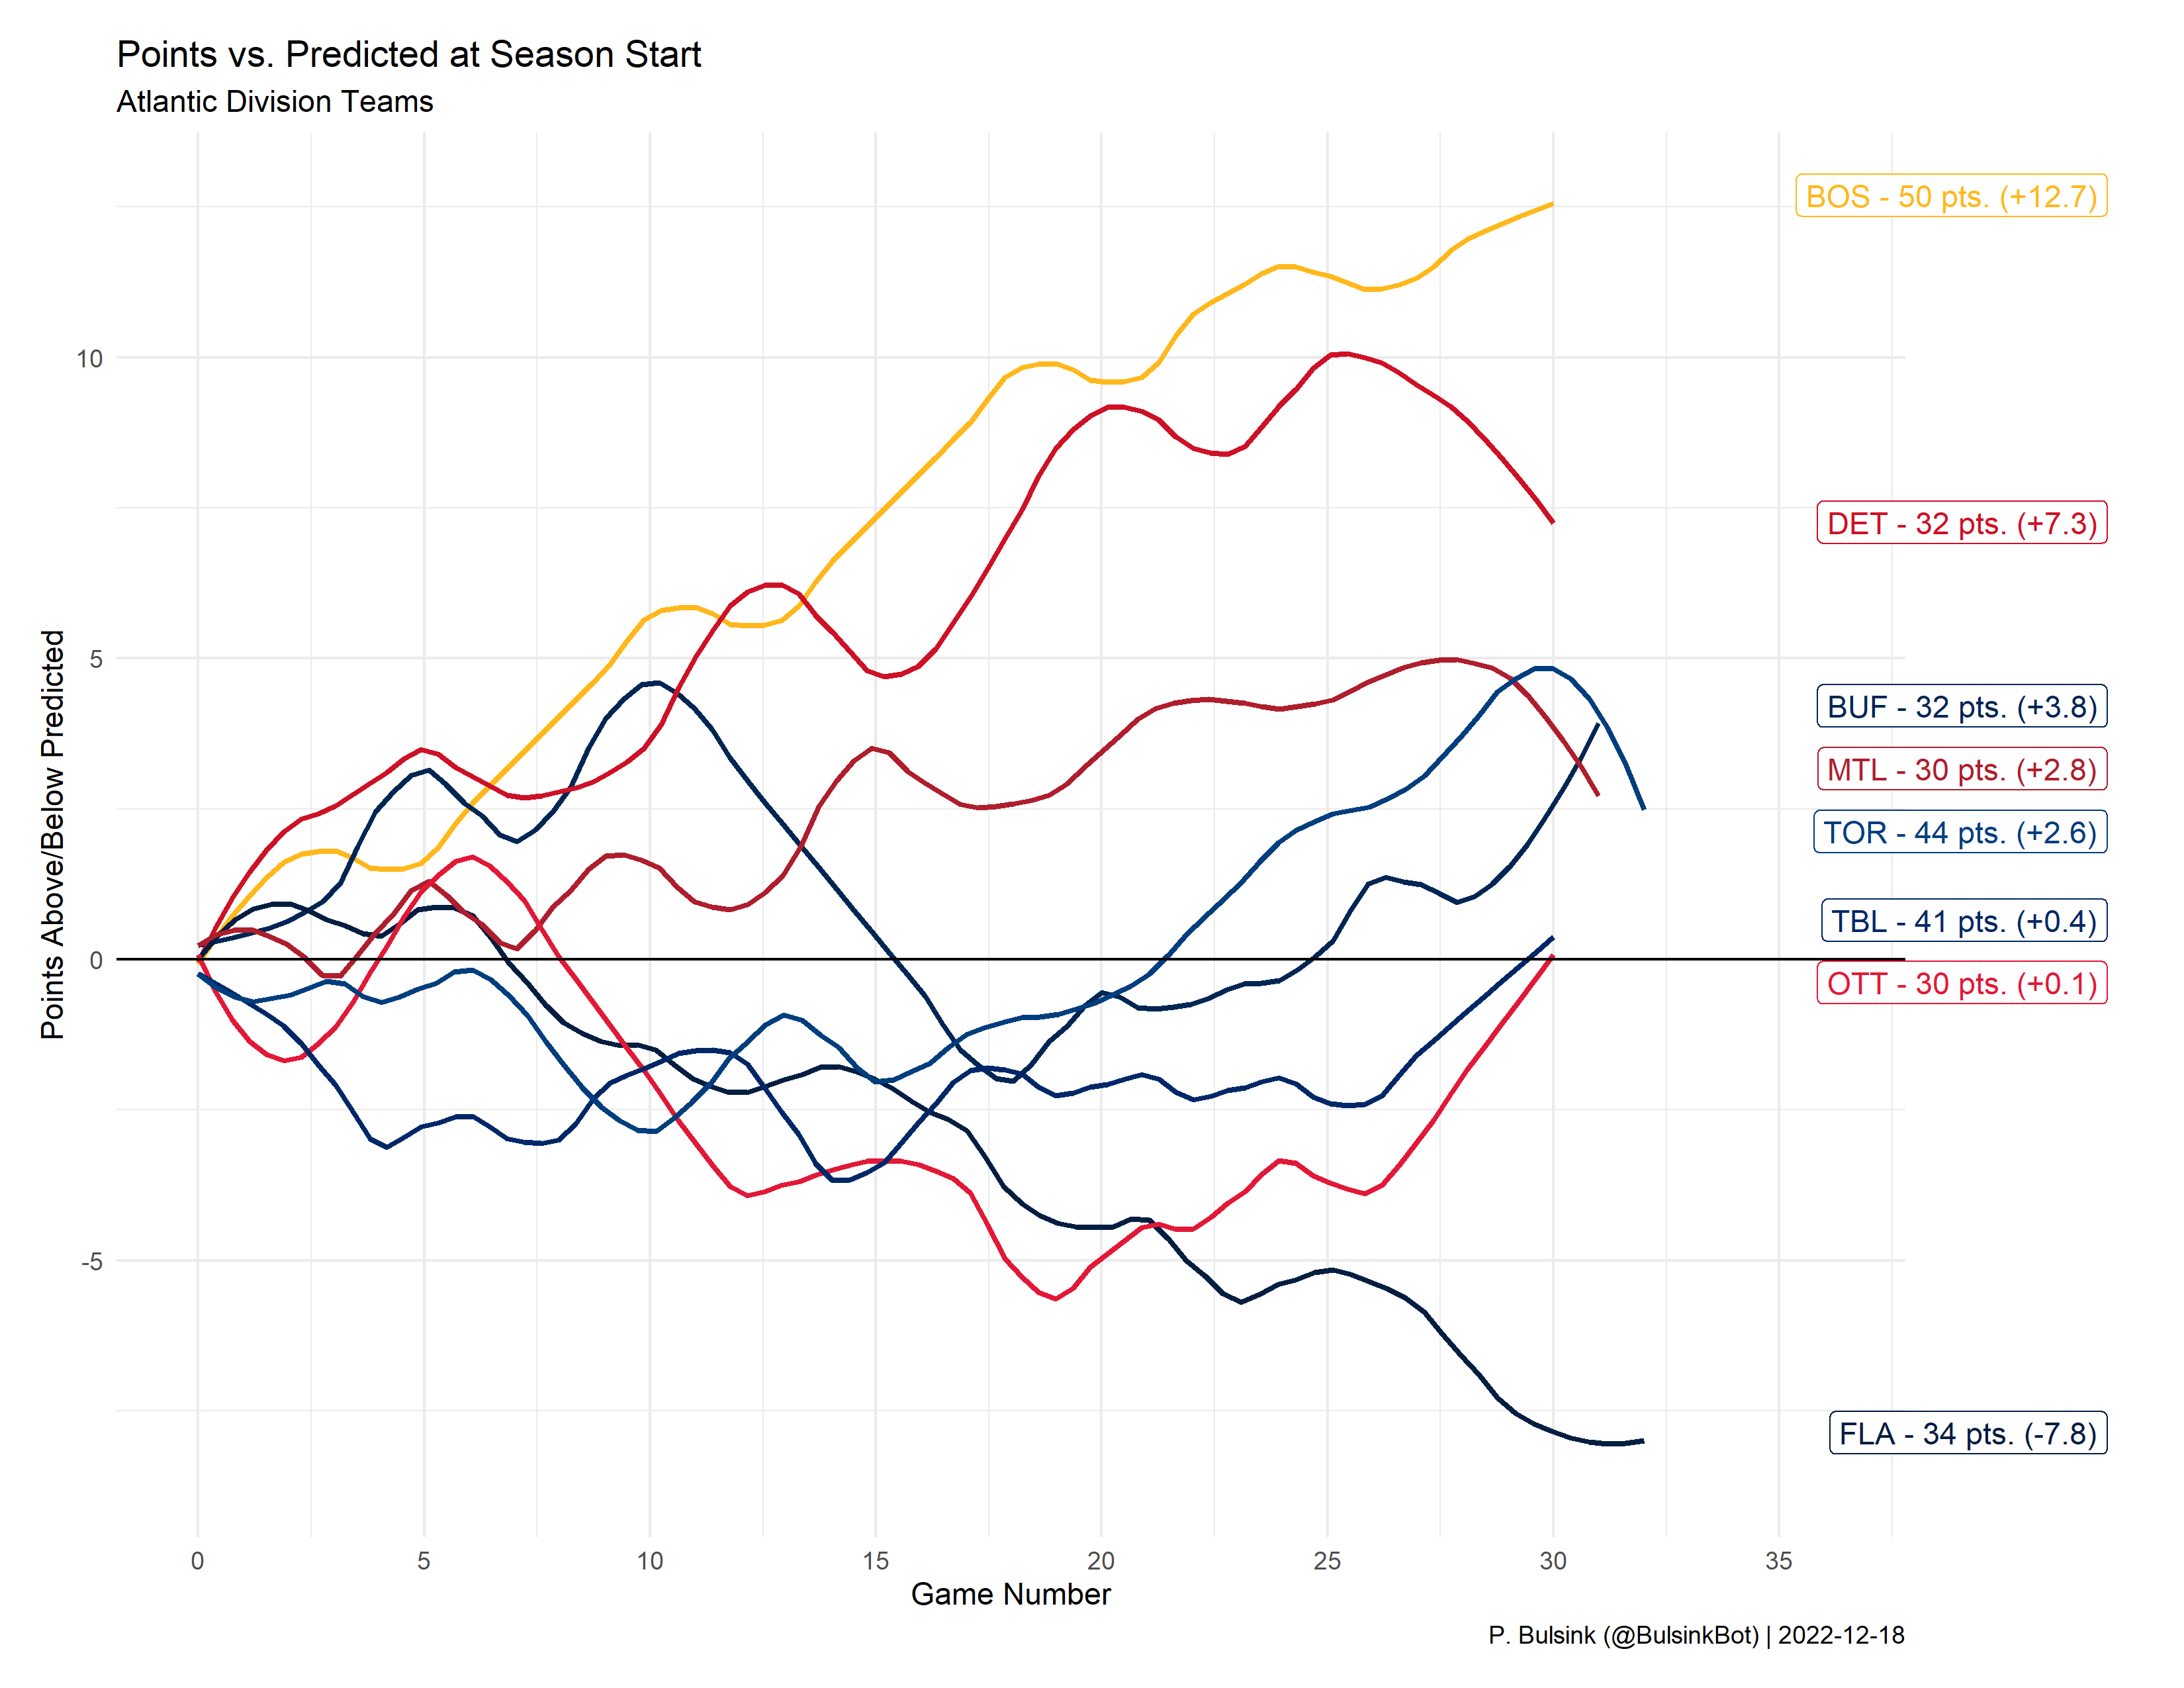 Points vs. Predicted at Season Start
Atlantic Division Teams
Points Above/Below Predicted
10
5
0
-5
BOS - 50 pts. (+12.7)
DET - 32 pts. (+7.3)
BUF - 32 pts. (+3.8)
MTL - 30 pts. (+2.8)
TOR - 44 pts. (+2.6)
TBL - 41 pts. (+0.4)
OTT - 30 pts. (+0.1)
FLA - 34 pts. (-7.8)
0 5 10 15 20 25 30 35
Game Number
P. Bulsink (@BulsinkBot) | 2022-12-18